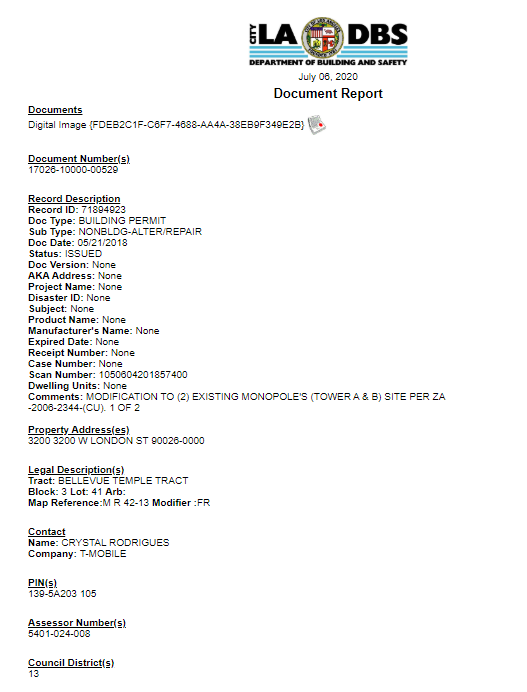 CITY LA DBS
DEPARTMENT OF BUILDING AND SAFETY
July 06, 2020
Document Report
Documents
Digital Image {FDEB2C1F-C6F7-4688-AA4A-38EB9F349E2B}
Document Number(s)
17026-10000-00529
Record Description
Record ID: 71894923
Doc Type: BUILDING PERMIT
Sub Type: NONBLDG-ALTER/REPAIR
Doc Date: 05/21/2018
Status: ISSUED
Doc Version: None
AKA Address: None
Project Name: None
Disaster ID: None
Subject: None
Product Name: None
Manufacturer's Name: None
Expired Date: None
Receipt Number: None
Case Number: None
Scan Number: 1050604201857400
Dwelling Units: None
Comments: MODIFICATION TO (2) EXISTING MONOPOLE'S (TOWER A & B) SITE PER ZA
-2006-2344-(CU). 1 OF 2
Property Address(es)
3200 3200 W LONDON ST 90026-0000
Legal Description(s)
Tract: BELLEVUE TEMPLE TRACT
Block: 3 Lot: 41 Arb:
Map Reference:M R 42-13 Modifier :FR
Contact
Name: CRYSTAL RODRIGUES
Company: T-MOBILE
PIN(s)
139-5A203 105
Assessor Number(s)
5401-024-008
Council District(s)
13